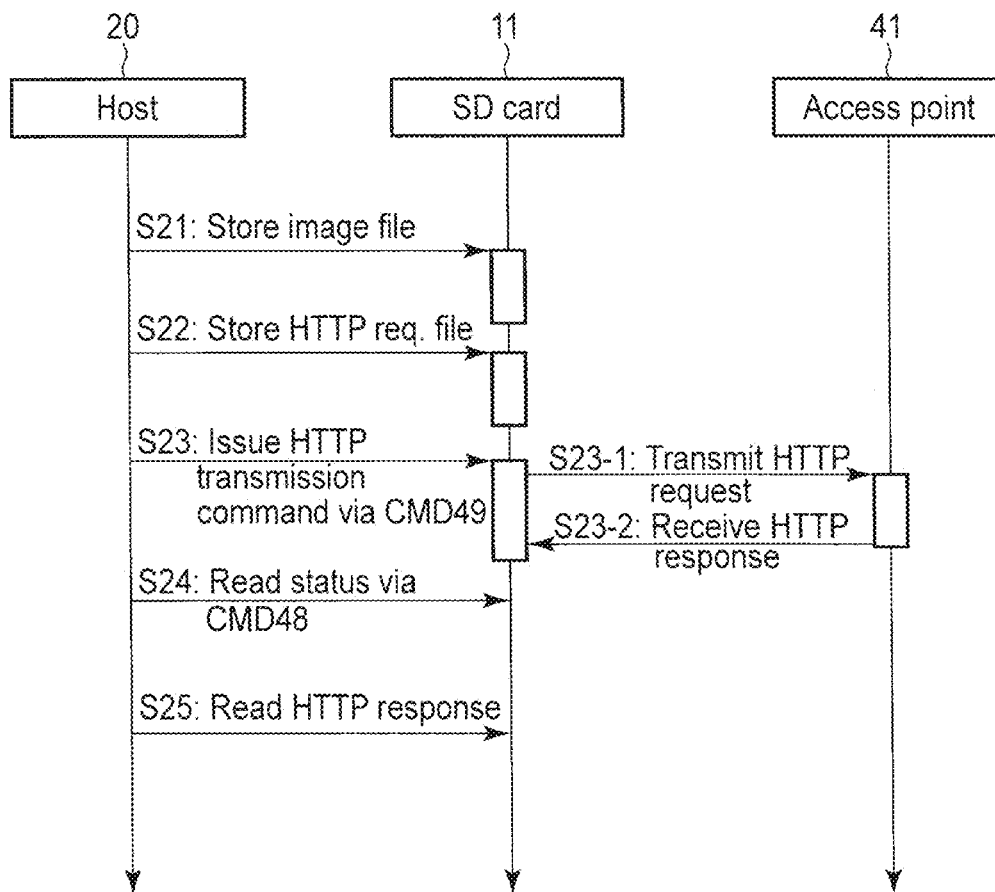 20
11
41
Host
SD card
Access point
S21: Store image file
S22: Store HTTP req. file
S23: Issue HTTP
transmission
command via CMD49
S23-1: Transmit HTTP
request
S23-2: Receive HTTP
response
S24: Read status via
CMD48
S25: Read HTTP response